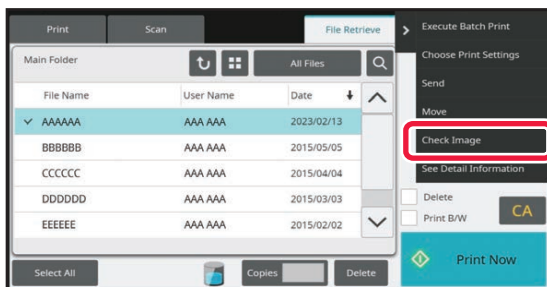 Print Scan File Retrieve
Main Folder
All Files
File Name User Name Date
AAAAAA AAA AAA 2023/02/13
BBBBBB AAA AAA 2015/05/05
CCCCCC AAA AAA 2015/04/04
DDDDDD AAA AAA 2015/03/03
EEEEEE AAA AAA 2015/02/02
Select All Copies Delete
Execute Batch Print
Choose Print Settings
Send
Move
Check Image
See Detail Information
Delete
Print B/W
CA
Print Now